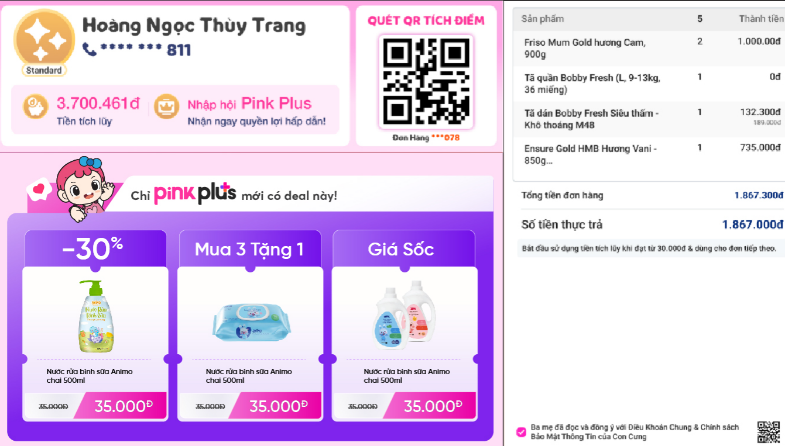 Hoàng Ngọc Thùy Trang
**** *** 811
Standard
3.700.461đ
Tiền tích lũy
Nhập hội Pink Plus
Nhận ngay quyền lợi hấp dẫn!
QUÉT QR TÍCH ĐIỂM
Đơn Hàng ***078
Chỉ pinkplus mới có deal này!
-30%
Nước rửa bình sữa Animo
chai 500ml
35.000Đ 35.000Đ
Mua 3 Tặng 1
Nước rửa bình sữa Animo
chai 500ml
35.000Đ 35.000Đ
Giá Sốc
Nước rửa bình sữa Animo
chai 500ml
35.000Đ 35.000Đ
Sản phẩm 5 Thành tiền
Friso Mum Gold hương Cam, 2 1.000.00đ
900g
Tã quần Bobby Fresh (L, 9-13kg, 1 0đ
36 miếng)
Tã dán Bobby Fresh Siêu thấm - 1 132.300đ
Khô thoáng M48 189.000đ
Ensure Gold HMB Hương Vani - 1 735.000đ
850g...
Tổng tiền đơn hàng 1.867.300đ
Số tiền thực trả 1.867.000đ
Bắt đầu sử dụng tiền tích lũy khi đạt từ 30.000đ & dùng cho đơn tiếp theo.
Ba mẹ đã đọc và đồng ý với Điều Khoản Chung & Chính sách
Bảo Mật Thông Tin của Con Cung